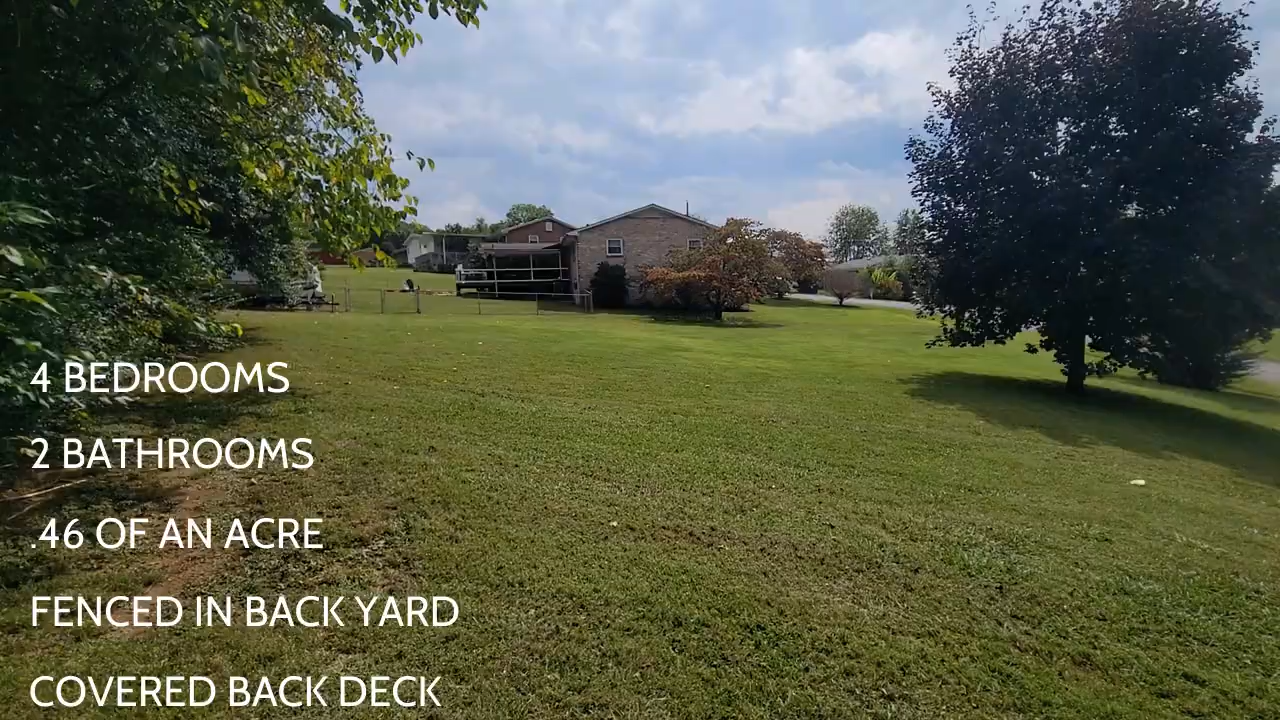 4 BEDROOMS
2 BATHROOMS
.46 OF AN ACRE
FENCED IN BACK YARD
COVERED BACK DECK